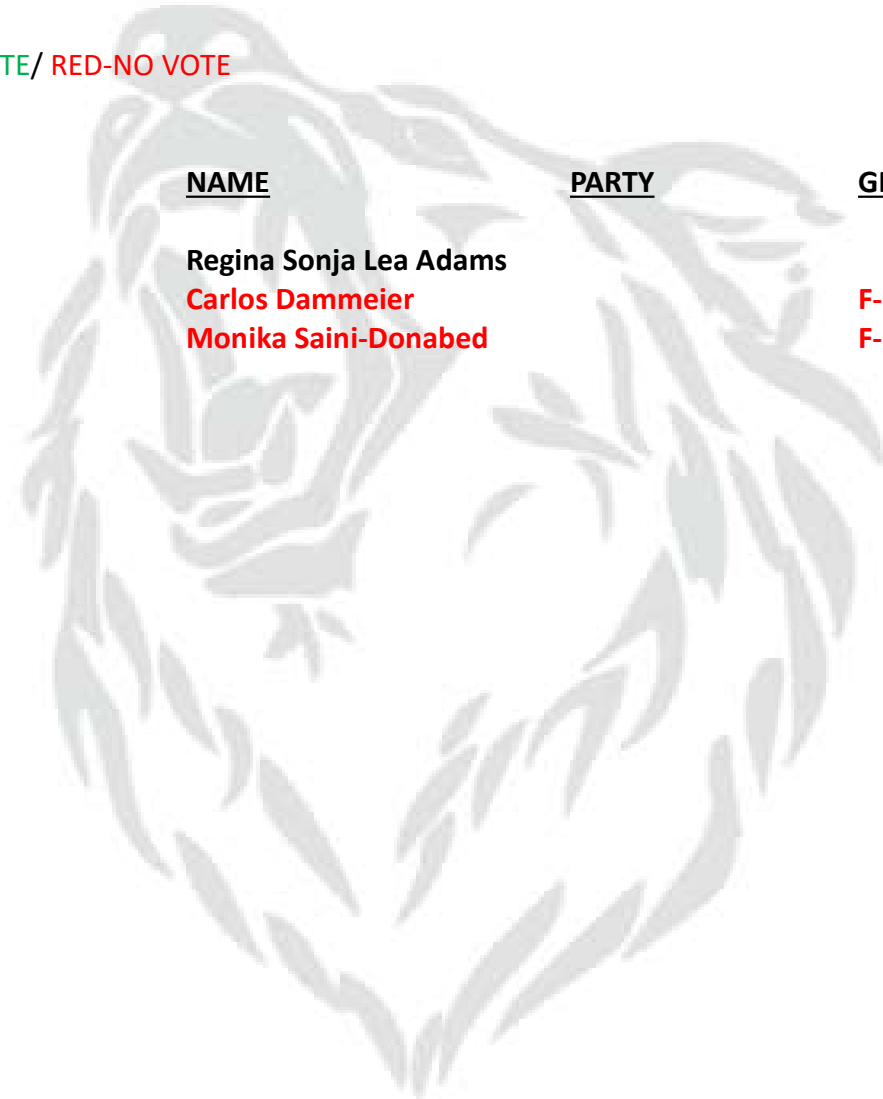 TE/ RED-NO VOTE
NAME PARTY
Regina Sonja Lea Adams
Carlos Dammeier F-
Monika Saini-Donabed F-